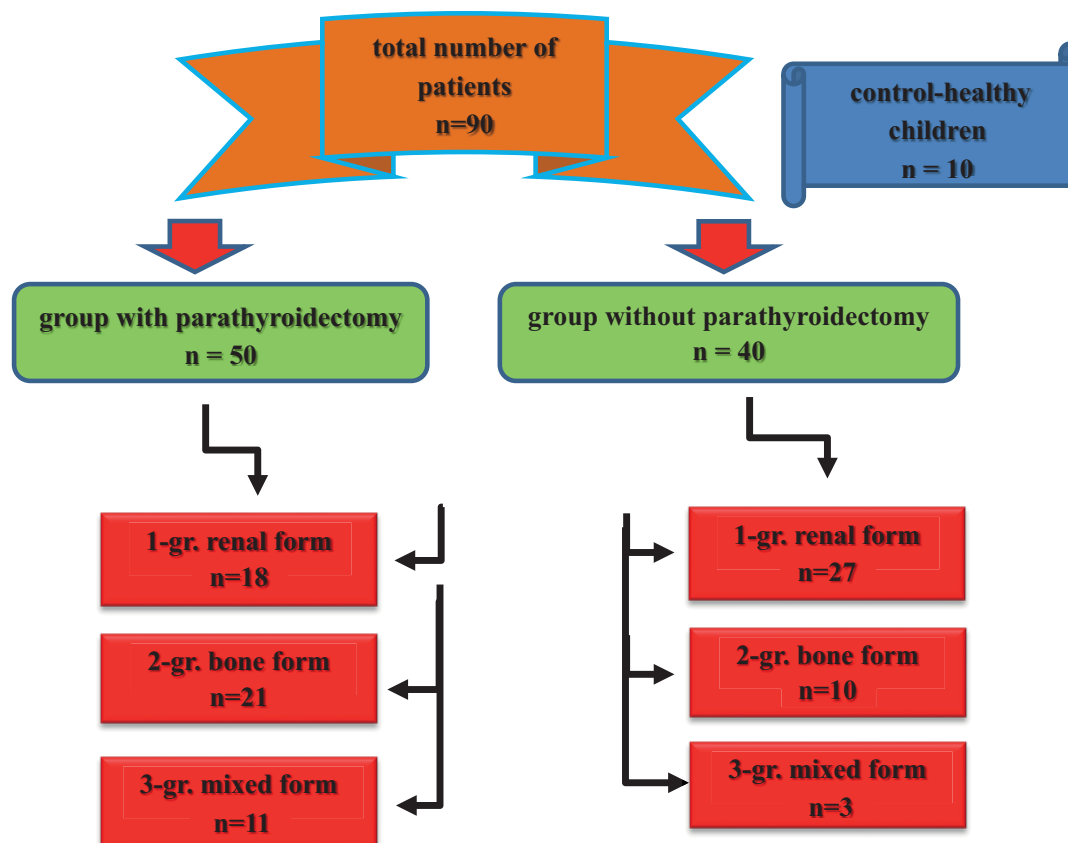 total number of
patients
n=90
control-healthy
children
n = 10
group with parathyroidectomy
n = 50
group without parathyroidectomy
n = 40
1-gr. renal form
n=18
2-gr. bone form
n=21
3-gr. mixed form
n=11
1-gr. renal form
n=27
2-gr. bone form
n=10
3-gr. mixed form
n=3